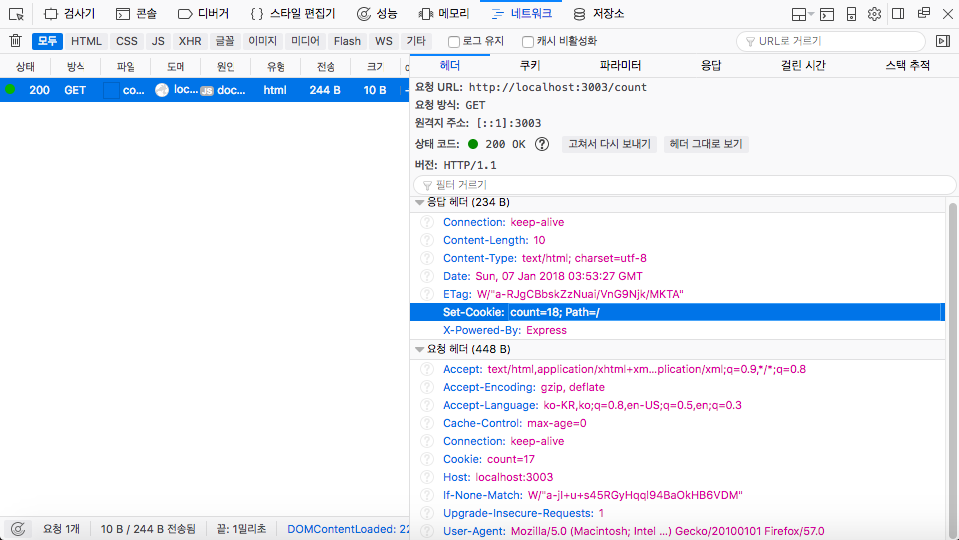 검사기 콘솔 디버거 스타일 편집기 성능 메모리 네트워크 저장소
모두 HTML CSS JS XHR 글꼴 이미지 미디어 Flash WS 기타 로그 유지 캐시 비활성화 URL로 거르기
상태 방식 파일 도메 원인 유형 전송 크기
200 GET co... loc... JS doc... html 244 B 10 B
헤더 쿠키 파라미터 응답 걸린 시간 스택 추적
요청 URL: http://localhost:3003/count
요청 방식: GET
원격지 주소: [::1]:3003
상태 코드: 200 OK ? 고쳐서 다시 보내기 헤더 그대로 보기
버전: HTTP/1.1
필터 거르기
응답 헤더 (234 B)
? Connection: keep-alive
? Content-Length: 10
? Content-Type: text/html; charset=utf-8
? Date: Sun, 07 Jan 2018 03:53:27 GMT
? ETag: W/"a-RJgCBbskZzNuai/VnG9Njk/MKTA"
Set-Cookie: count=18; Path=/
X-Powered-By: Express
요청 헤더 (448 B)
? Accept: text/html,application/xhtml+xm...plication/xml;q=0.9,*/*;q=0.8
? Accept-Encoding: gzip, deflate
? Accept-Language: ko-KR,ko;q=0.8,en-US;q=0.5,en;q=0.3
? Cache-Control: max-age=0
? Connection: keep-alive
? Cookie: count=17
? Host: localhost:3003
? If-None-Match: W/"a-jl+u+s45RGyHqql94BaOkHB6VDM"
? Upgrade-Insecure-Requests: 1
? User-Agent: Mozilla/5.0 (Macintosh; Intel ...) Gecko/20100101 Firefox/57.0
요청 1개 10 B / 244 B 전송됨 끝: 1밀리초 DOMContentLoaded: 22